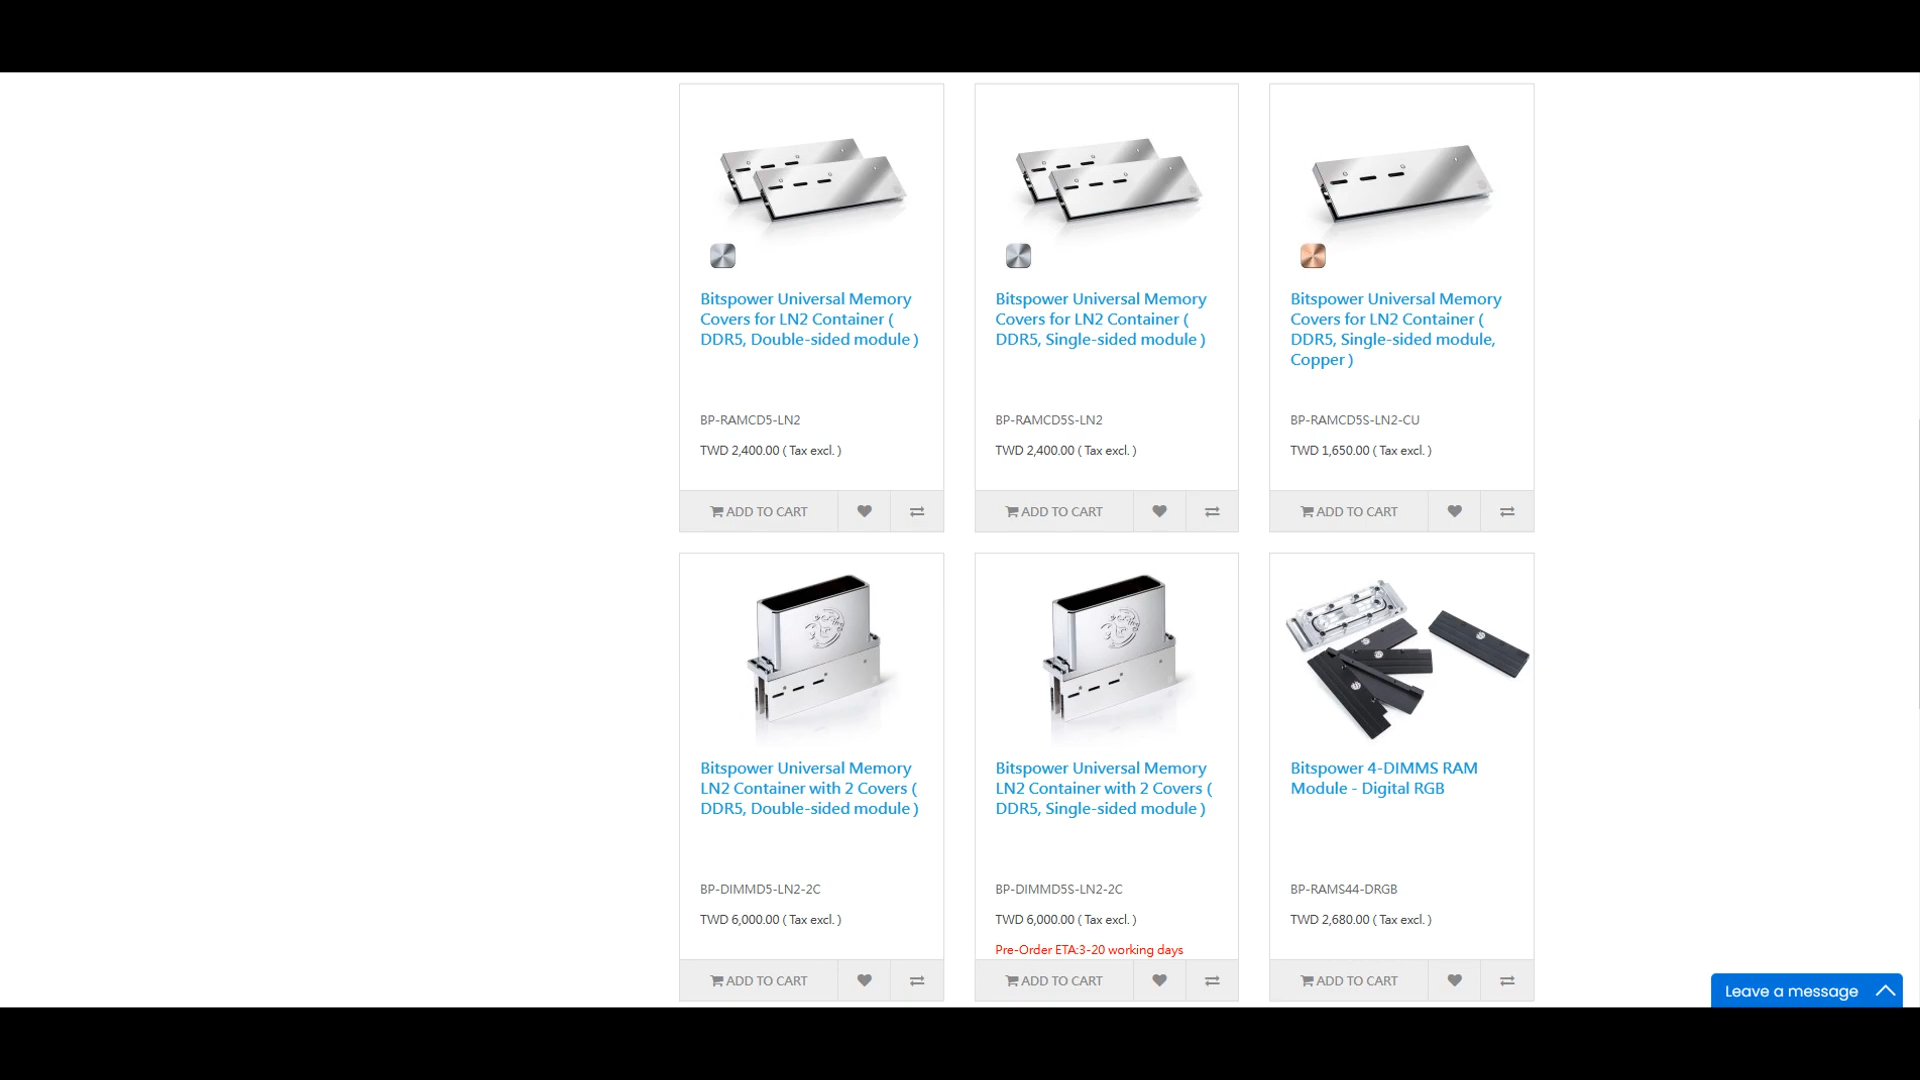 Bitspower Universal Memory
Covers for LN2 Container (
DDR5, Double-sided module )
BP-RAMCD5-LN2
TWD 2,400.00 ( Tax excl. )
ADD TO CART
Bitspower Universal Memory
Covers for LN2 Container (
DDR5, Single-sided module )
BP-RAMCD5S-LN2
TWD 2,400.00 ( Tax excl. )
ADD TO CART
Bitspower Universal Memory
Covers for LN2 Container (
DDR5, Single-sided module,
Copper )
BP-RAMCD5S-LN2-CU
TWD 1,650.00 ( Tax excl. )
ADD TO CART
Bitspower Universal Memory
LN2 Container with 2 Covers (
DDR5, Double-sided module )
BP-DIMMD5-LN2-2C
TWD 6,000.00 ( Tax excl. )
ADD TO CART
Bitspower Universal Memory
LN2 Container with 2 Covers (
DDR5, Single-sided module )
BP-DIMMD5S-LN2-2C
TWD 6,000.00 ( Tax excl. )
Pre-Order ETA:3-20 working days
ADD TO CART
Bitspower 4-DIMMS RAM
Module - Digital RGB
BP-RAMS44-DRGB
TWD 2,680.00 ( Tax excl. )
ADD TO CART
Leave a message